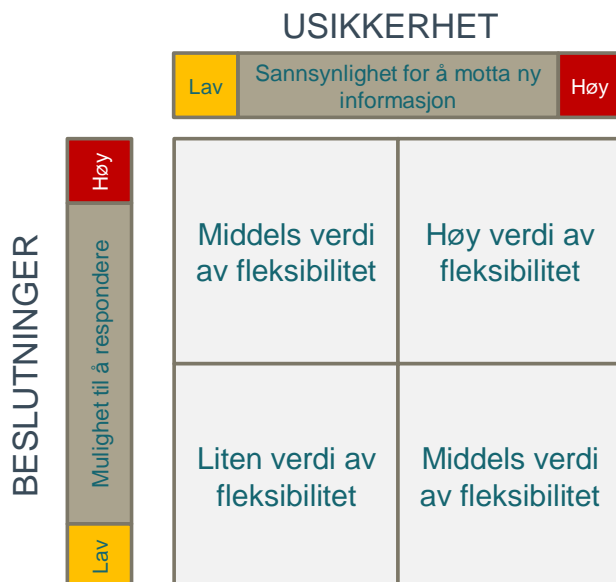 USIKKERHET
Lav
Sannsynlighet for å motta ny
informasjon
Høy
BESLUTNINGER
Høy
Mulighet til å respondere
Lav
Middels verdi
av fleksibilitet
Høy verdi av
fleksibilitet
Liten verdi av
fleksibilitet
Middels verdi
av fleksibilitet